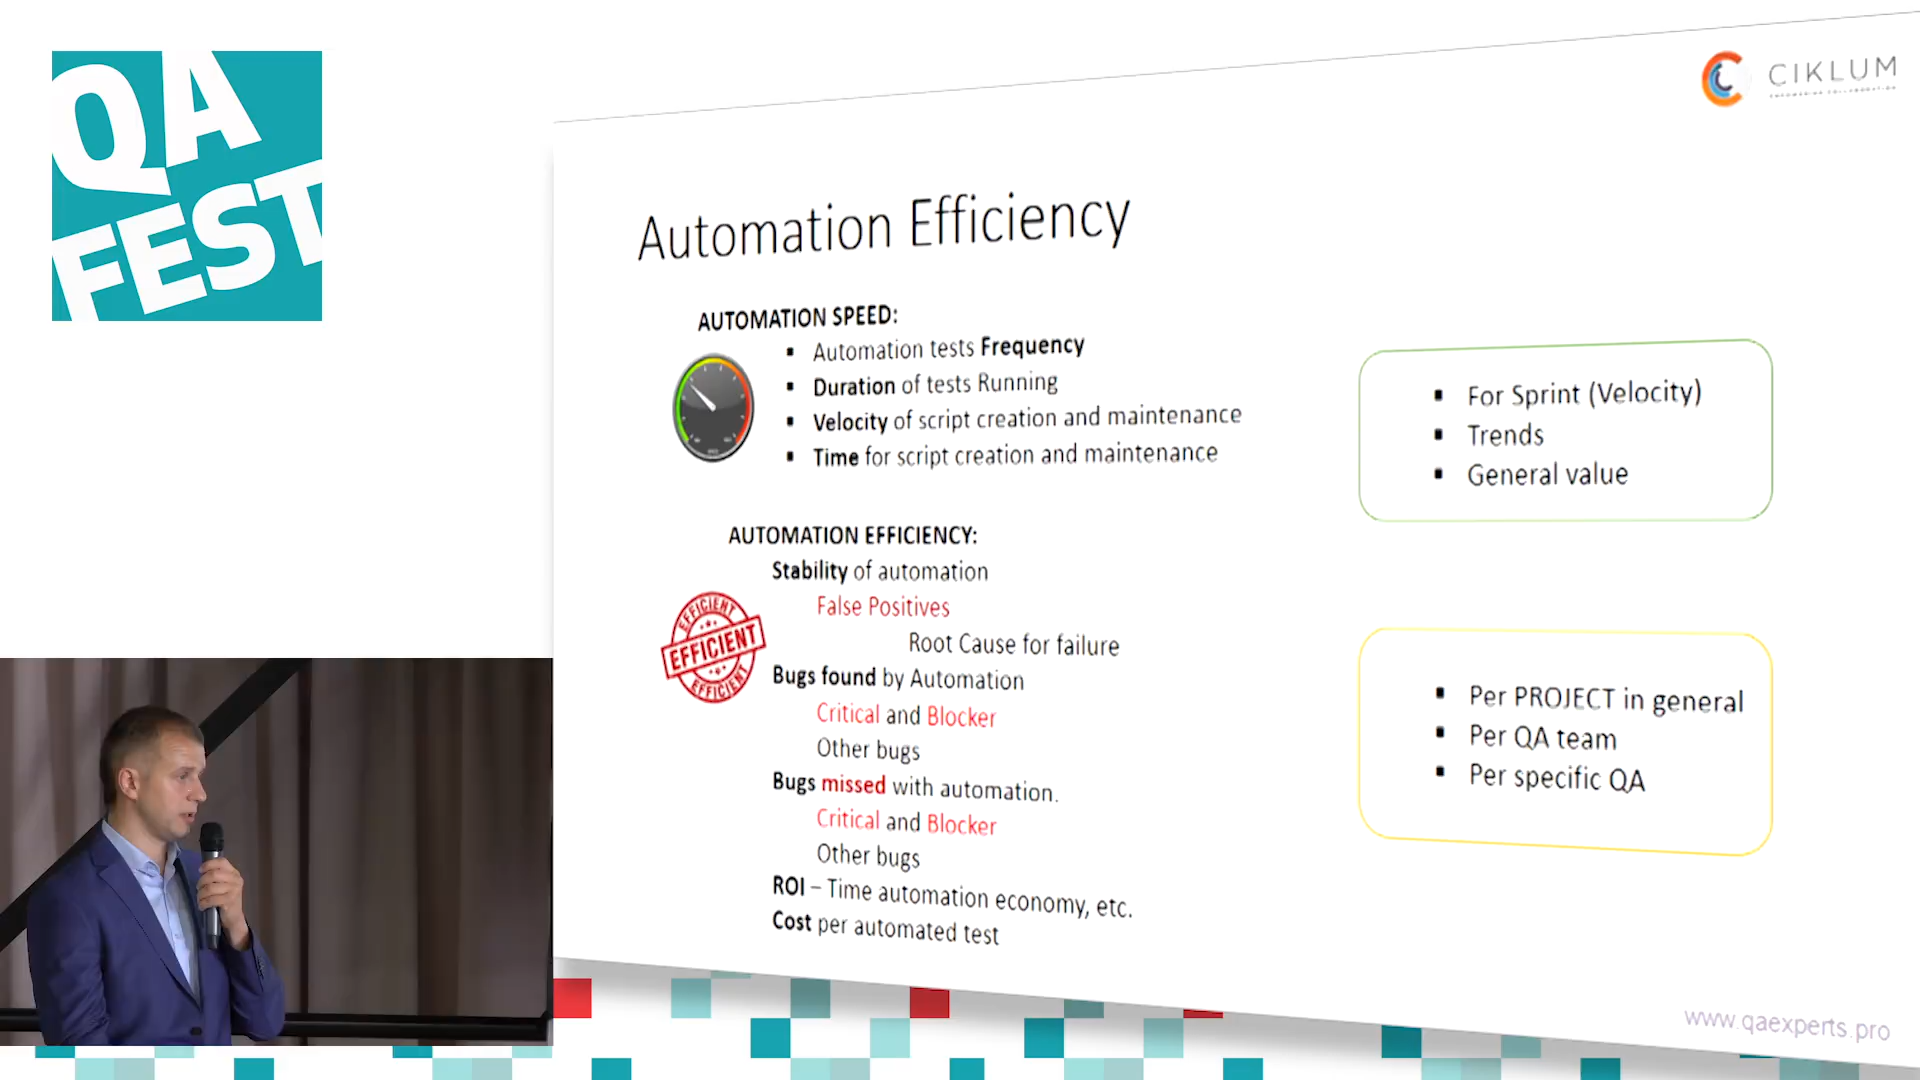 QA
FEST
CIKLUM
Automation Efficiency
AUTOMATION SPEED:
▪ Automation tests Frequency
▪ Duration of tests Running
▪ Velocity of script creation and maintenance
▪ Time for script creation and maintenance
▪ For Sprint (Velocity)
▪ Trends
▪ General value
AUTOMATION EFFICIENCY:
Stability of automation
False Positives
Root Cause for failure
EFFICIENT
EFFICIENT
EFFICIENT
Bugs found by Automation
Critical and Blocker
Other bugs
Bugs missed with automation.
Critical and Blocker
Other bugs
ROI – Time automation economy, etc.
Cost per automated test
▪ Per PROJECT in general
▪ Per QA team
▪ Per specific QA
www.qaexperts.pro